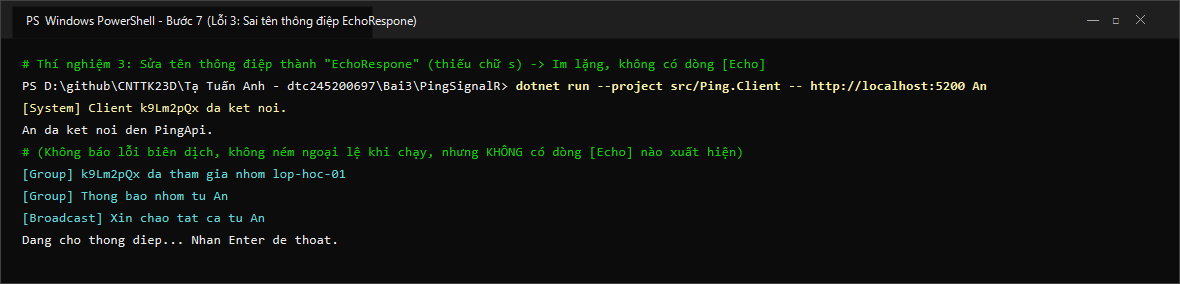 PS Windows PowerShell - Bước 7 (Lỗi 3: Sai tên thông điệp EchoRespone)
# Thí nghiệm 3: Sửa tên thông điệp thành "EchoRespone" (thiếu chữ s) -> Im lặng, không có dòng [Echo]
PS D:\github\CNTTK23D\Tạ Tuấn Anh - dtc245200697\Bai3\PingSignalR> dotnet run --project src/Ping.Client -- http://localhost:5200 An
[System] Client k9Lm2pQx da ket noi.
An da ket noi den PingApi.
# (Không báo lỗi biên dịch, không ném ngoại lệ khi chạy, nhưng KHÔNG có dòng [Echo] nào xuất hiện)
[Group] k9Lm2pQx da tham gia nhom lop-hoc-01
[Group] Thong bao nhom tu An
[Broadcast] Xin chao tat ca tu An
Dang cho thong diep... Nhan Enter de thoat.